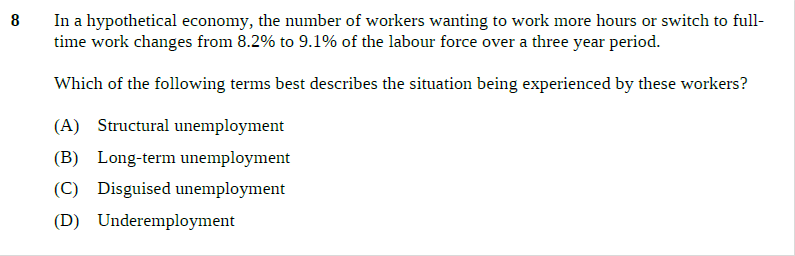 8 In a hypothetical economy, the number of workers wanting to work more hours or switch to full-
time work changes from 8.2% to 9.1% of the labour force over a three year period.
Which of the following terms best describes the situation being experienced by these workers?
(A) Structural unemployment
(B) Long-term unemployment
(C) Disguised unemployment
(D) Underemployment